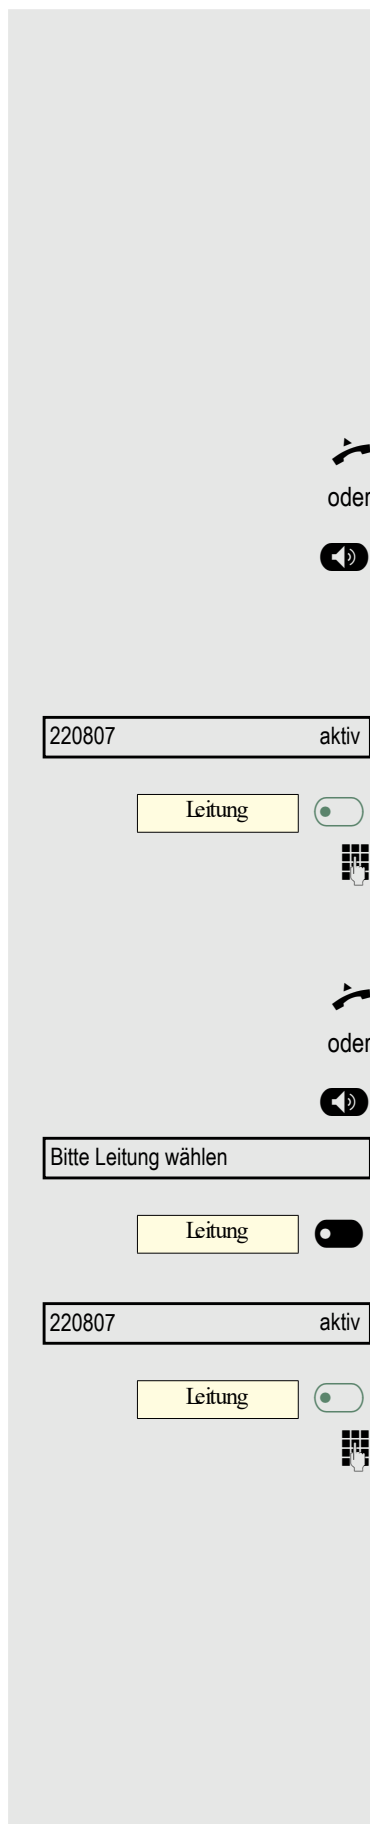 oder
220807 aktiv
Leitung
oder
Bitte Leitung wählen
Leitung
220807 aktiv
Leitung